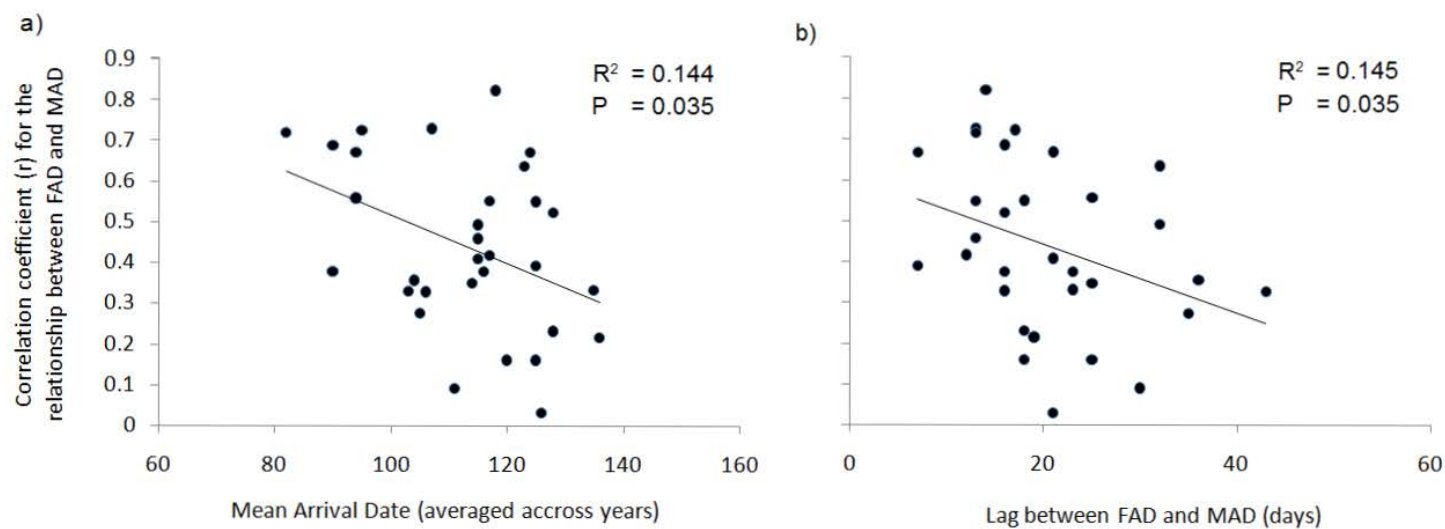 a)
Correlation coefficient (r) for the
relationship between FAD and MAD
0.9
0.8
0.7
0.6
0.5
0.4
0.3
0.2
0.1
0
R² = 0.144
P = 0.035
60 80 100 120 140 160
Mean Arrival Date (averaged accross years)
b)
R² = 0.145
P = 0.035
0 20 40 60
Lag between FAD and MAD (days)